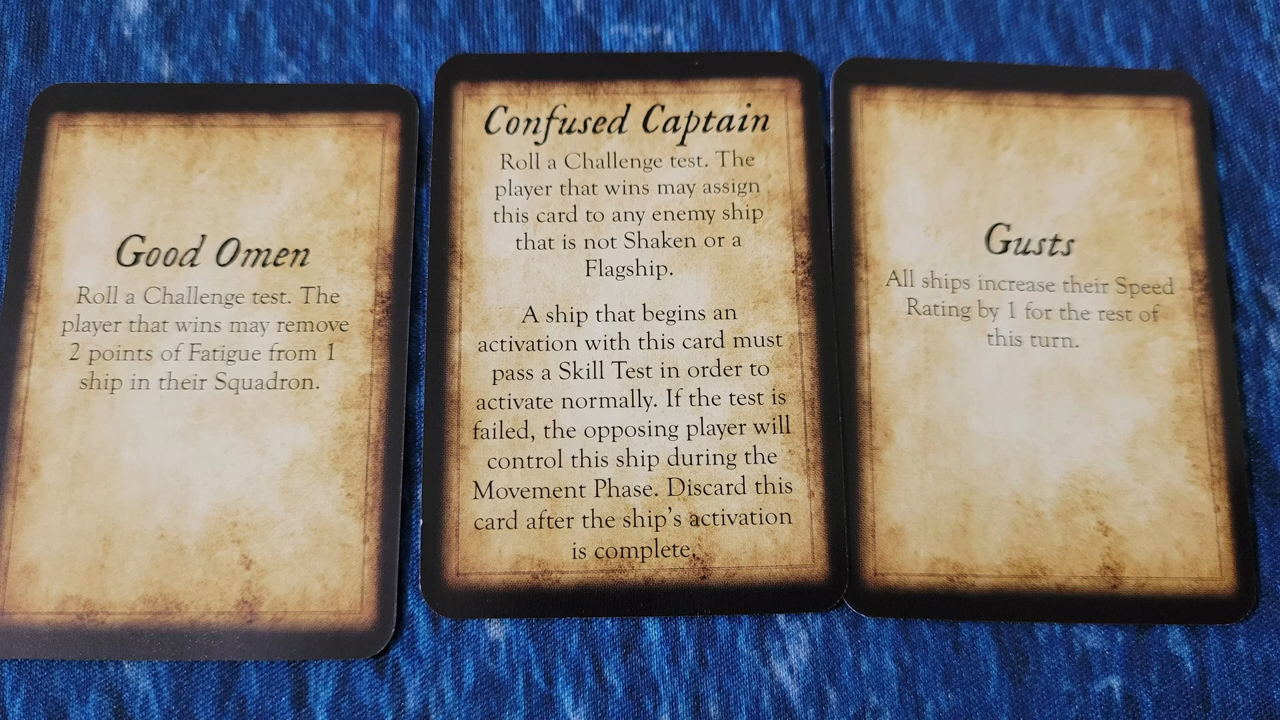 Good Omen
Roll a Challenge test. The
player that wins may remove
2 points of Fatigue from 1
ship in their Squadron.
Confused Captain
Roll a Challenge test. The
player that wins may assign
this card to any enemy ship
that is not Shaken or a
Flagship.
A ship that begins an
activation with this card must
pass a Skill Test in order to
activate normally. If the test is
failed, the opposing player will
control this ship during the
Movement Phase. Discard this
card after the ship's activation
is complete.
Gusts
All ships increase their Speed
Rating by 1 for the rest of
this turn.